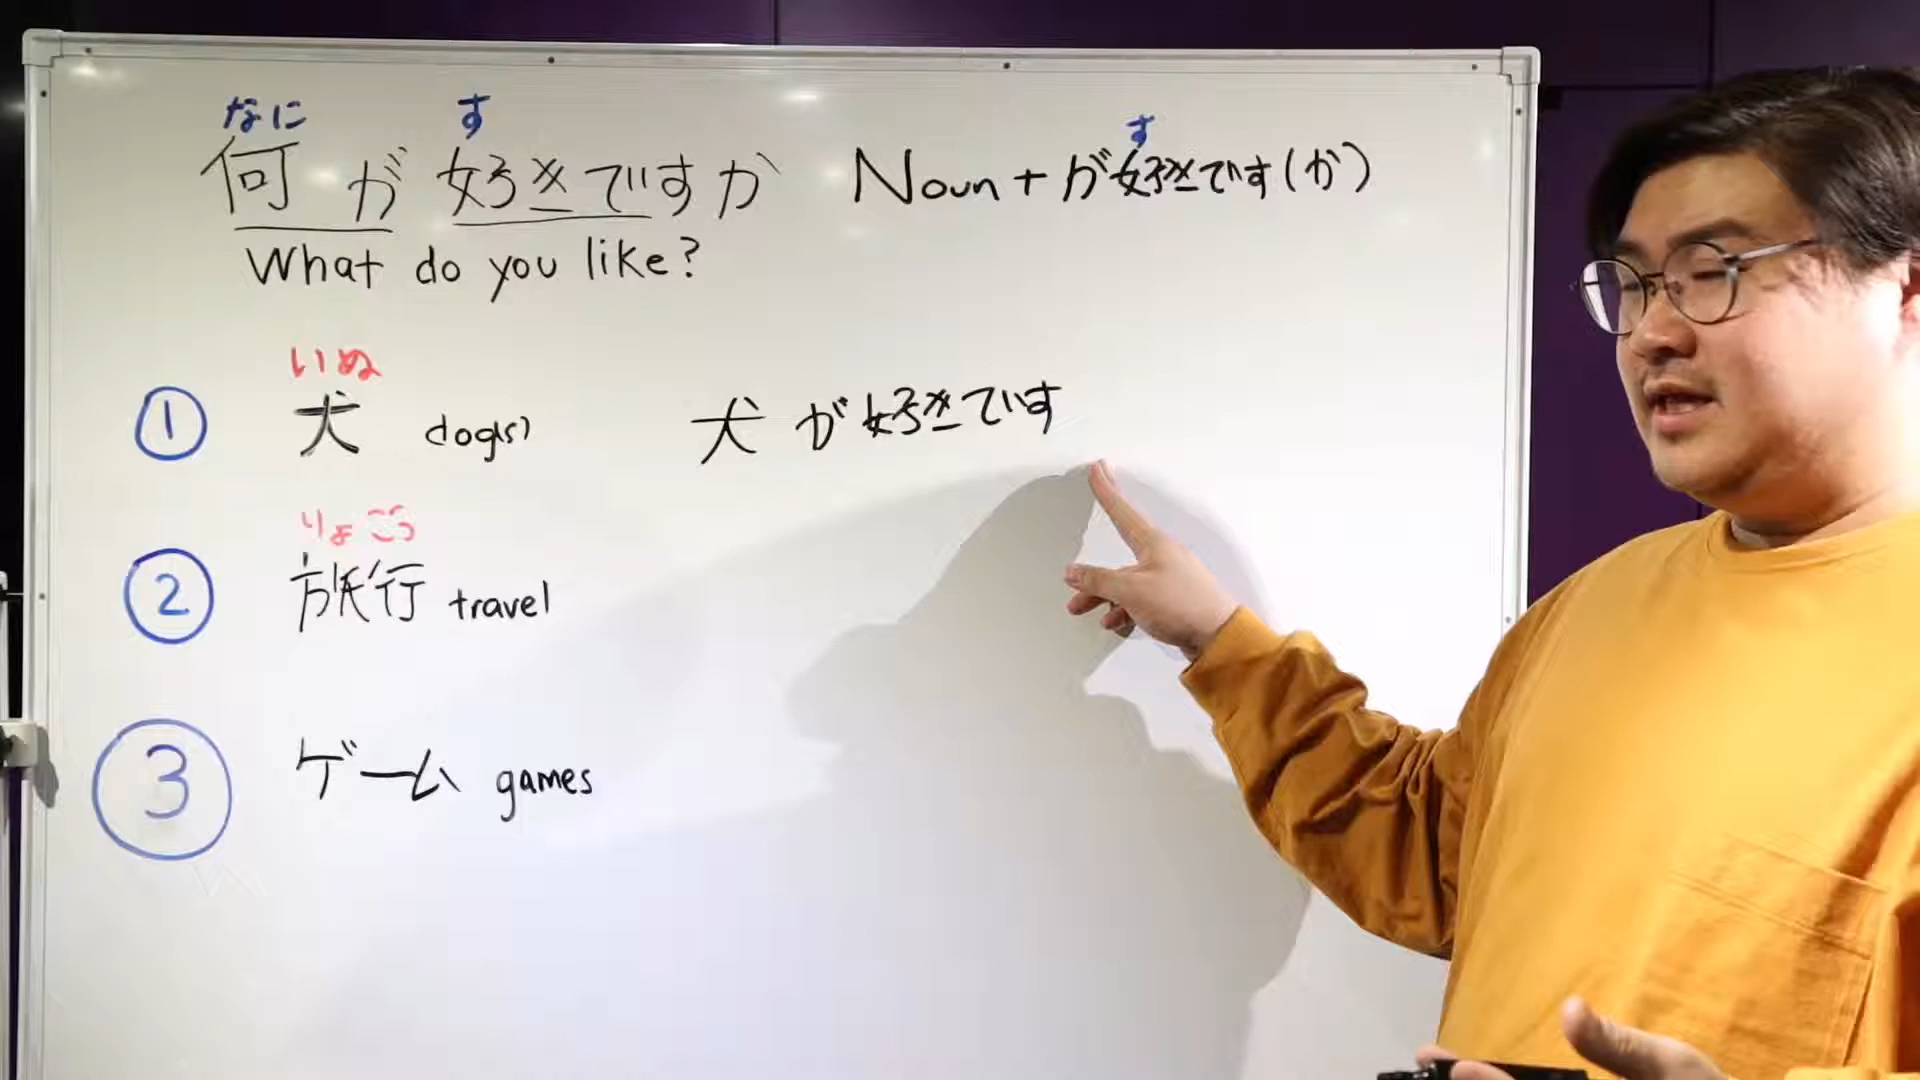 なに す
何が好きですか
What do you like?
す
Noun + が好きです(か)
いぬ
① 犬 dog(s) 犬が好きです
りょこう
② 旅行 travel
③ ゲーム games